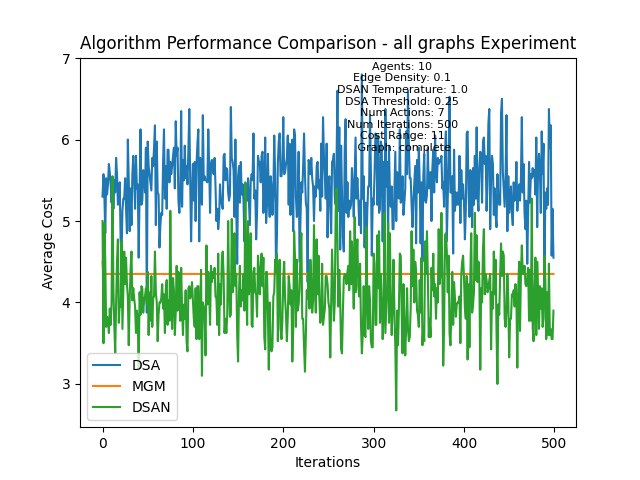 Algorithm Performance Comparison - all graphs Experiment
Agents: 10
Edge Density: 0.1
DSAN Temperature: 1.0
DSA Threshold: 0.25
Num Actions: 7
Num Iterations: 500
Cost Range: 11
Graph: complete
Average Cost
7
6
5
4
3
DSA
MGM
DSAN
0
100
200
300
400
500
Iterations